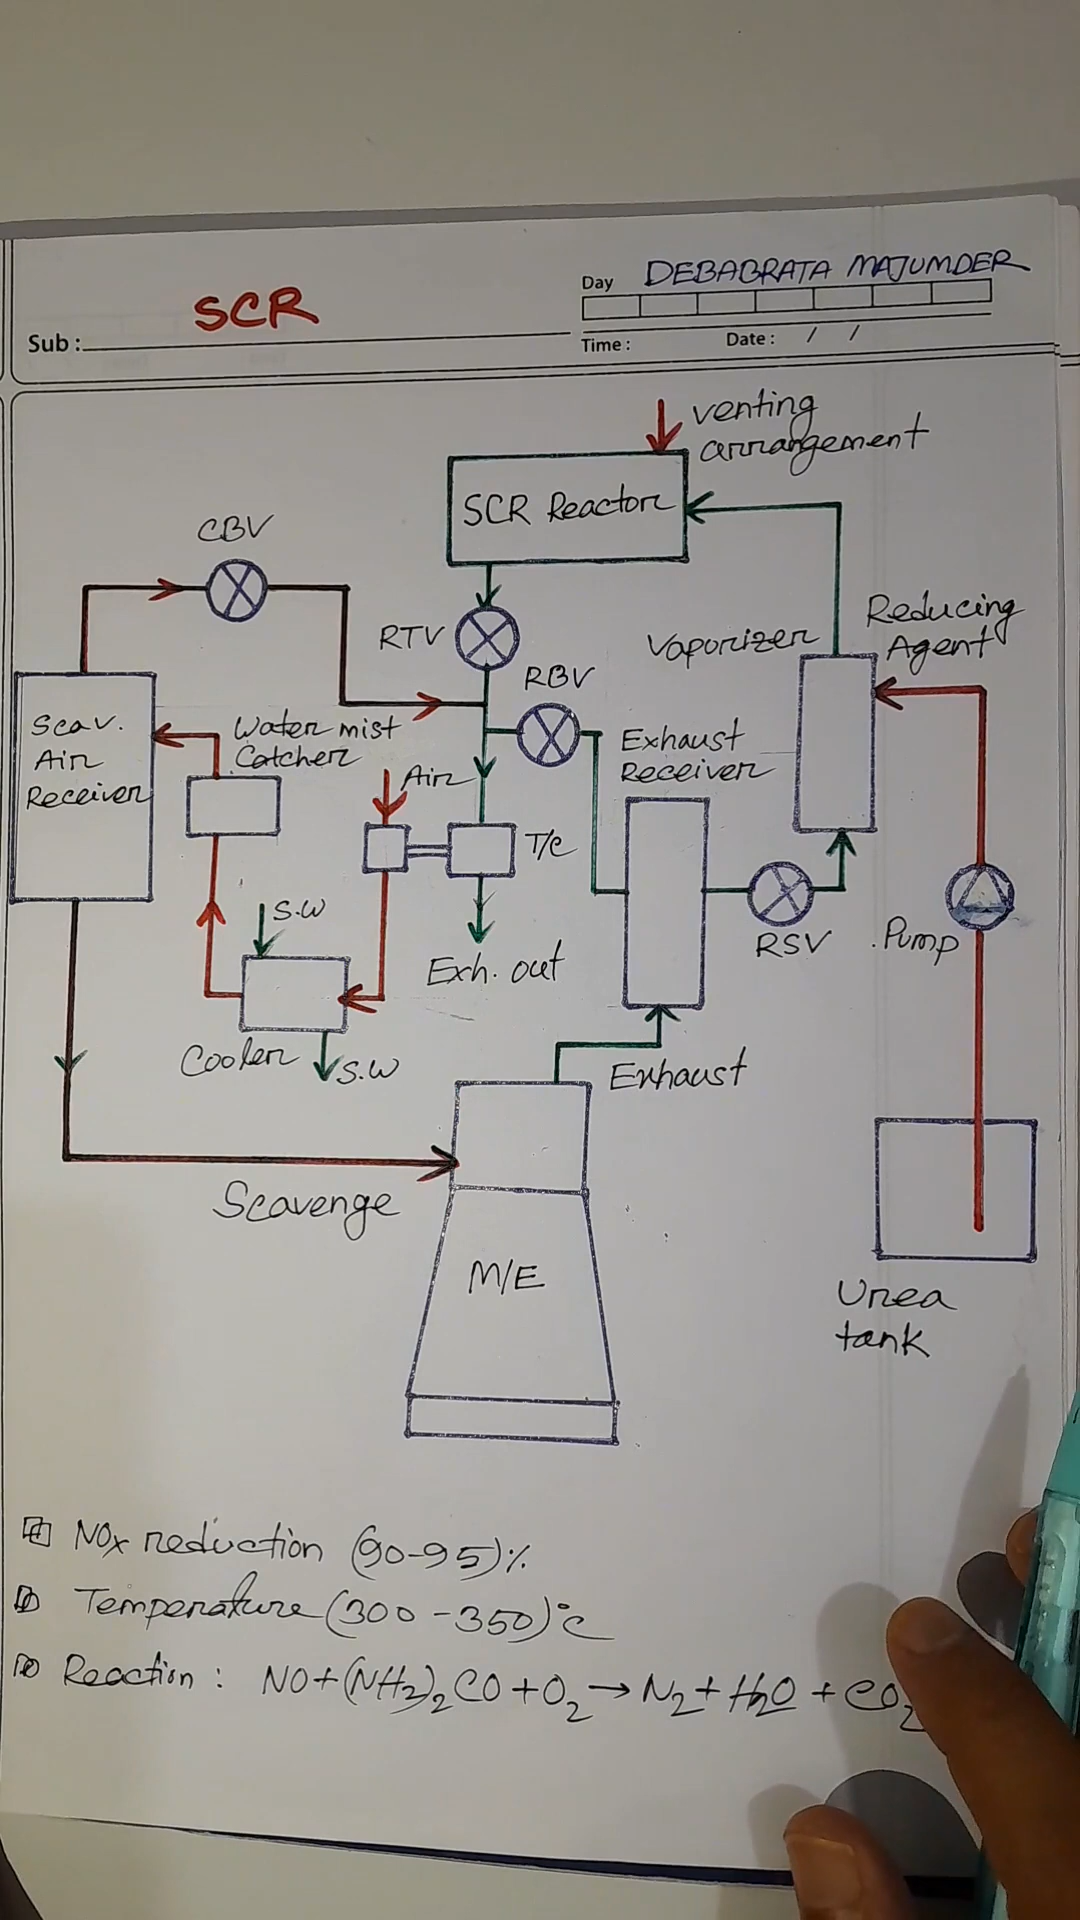 DEBABRATA MAJUMDER
Day
SCR
Sub :
Time :
Date : / /
venting
arrangement
SCR Reactor
CBV
Reducing
Agent
RTV
Vaporizer
RBV
Scav.
Air
Receiver
Water mist
Catcher
Exhaust
Receiver
Air
T/C
S.W
RSV
Pump
Exh. out
Cooler
S.W
Exhaust
Scavenge
M/E
Urea
tank
NOx reduction (90-95)%
Temperature (300-350)°C
Reaction : NO+(NH₂)₂CO+O₂→N₂+H₂O+CO₂